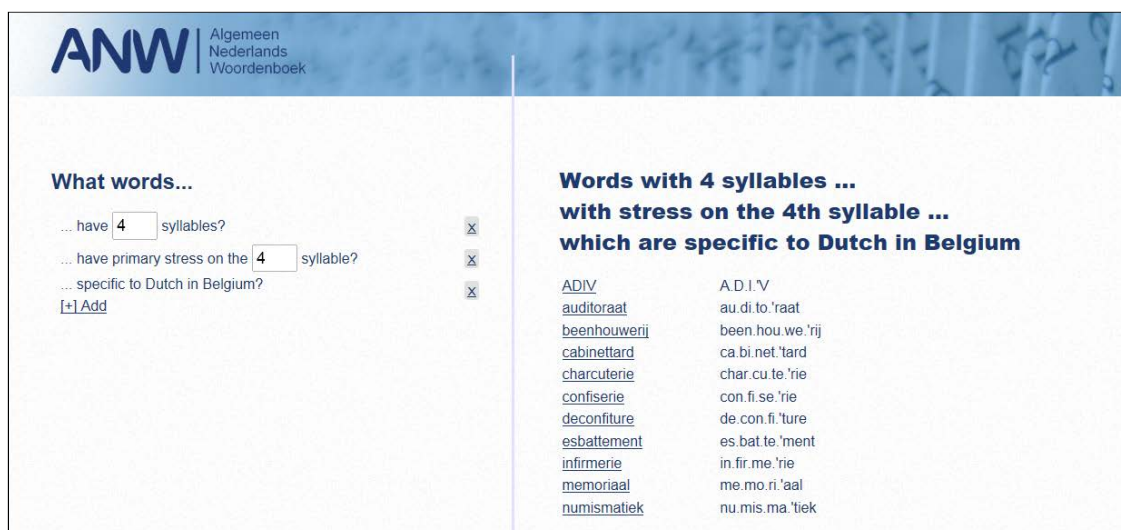 ANW
Algemeen
Nederlands
Woordenboek
What words...
... have 4 syllables? x
... have primary stress on the 4 syllable? x
... specific to Dutch in Belgium? x
[+] Add
Words with 4 syllables ...
with stress on the 4th syllable ...
which are specific to Dutch in Belgium
ADIV A.D.I.'V
auditoraat au.di.to.'raat
beenhouwerij been.hou.we.'rij
cabinettard ca.bi.net.'tard
charcuterie char.cu.te.'rie
confiserie con.fi.se.'rie
deconfiture de.con.fi.'ture
esbattement es.bat.te.'ment
infirmerie in.fir.me.'rie
memoriaal me.mo.ri.'aal
numismatiek nu.mis.ma.'tiek